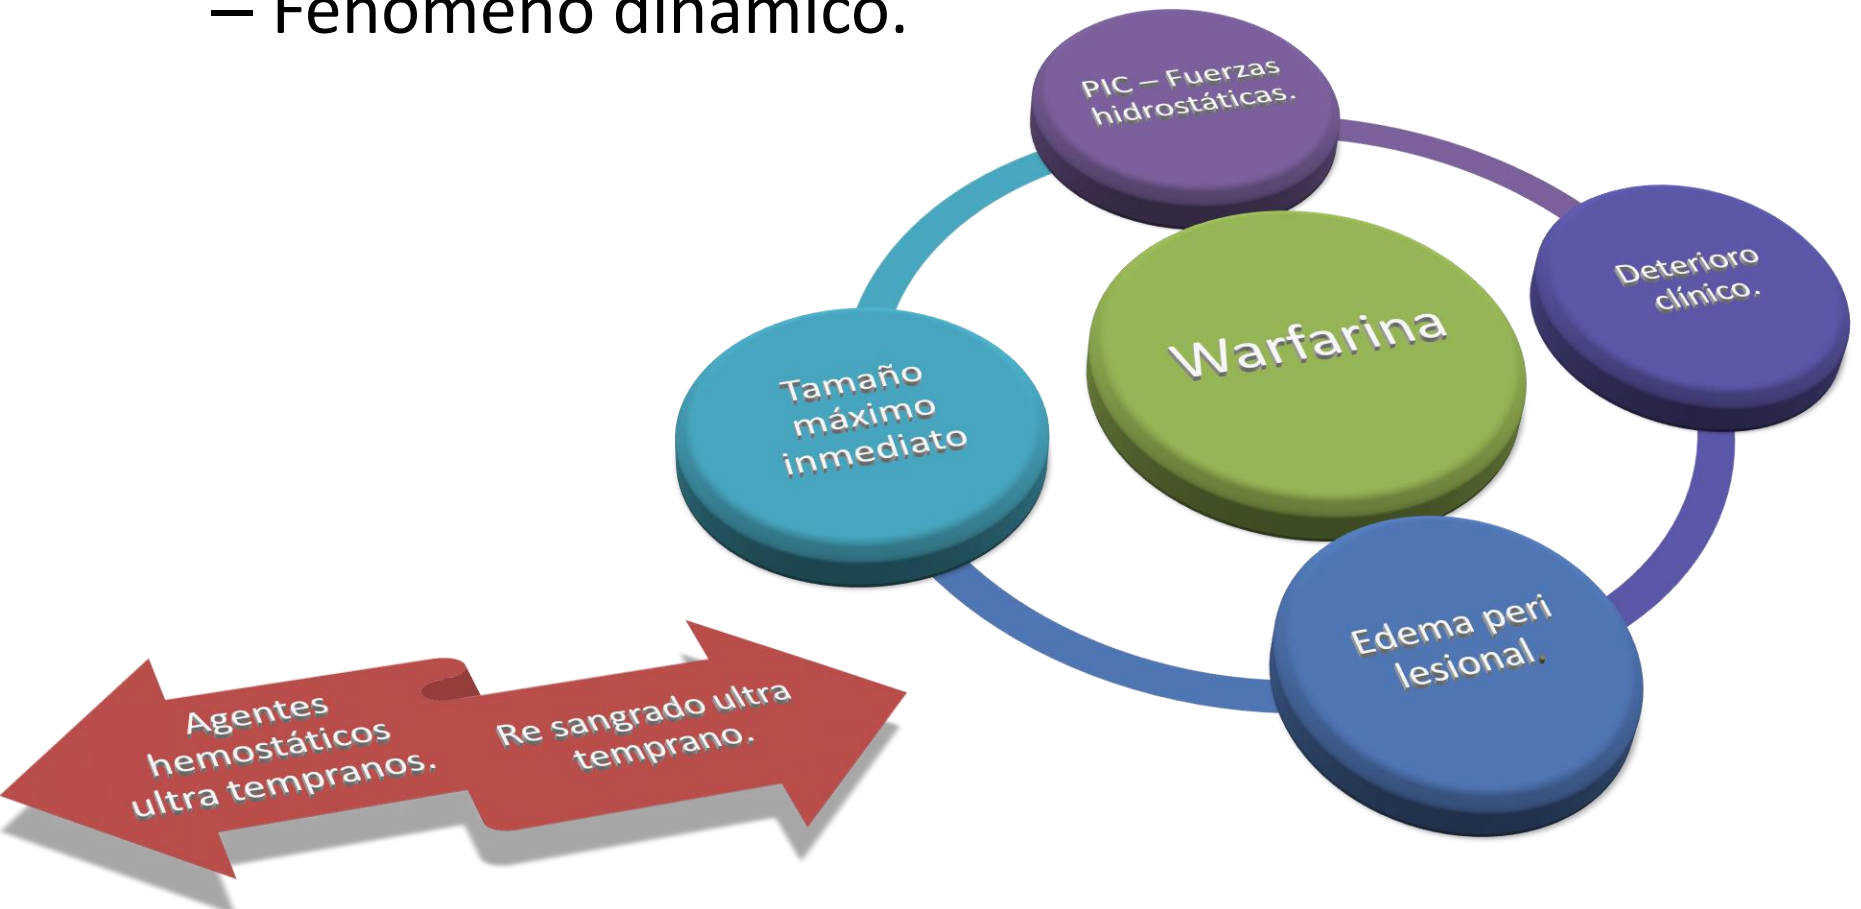 – Fenómeno dinámico.
PIC – Fuerzas
hidrostáticas.
Deterioro
clínico.
Warfarina
Tamaño
máximo
inmediato
Edema peri
lesional.
Agentes
hemostáticos
ultra tempranos.
Re sangrado ultra
temprano.